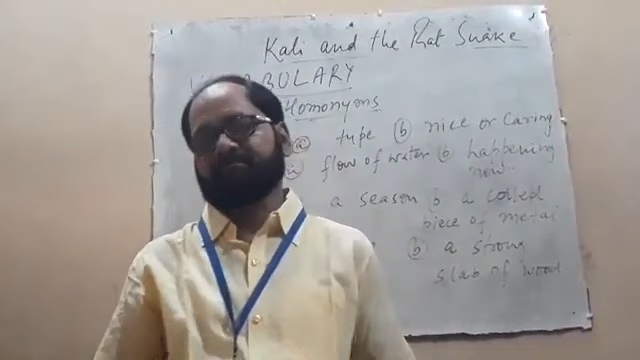 Kali and the Rat Snake
BULARY
Homonyms
(a) type (b) nice or caring
flow of water (b) happening
now
a season (b) a coiled
piece of metal
(b) a strong
slab of wood